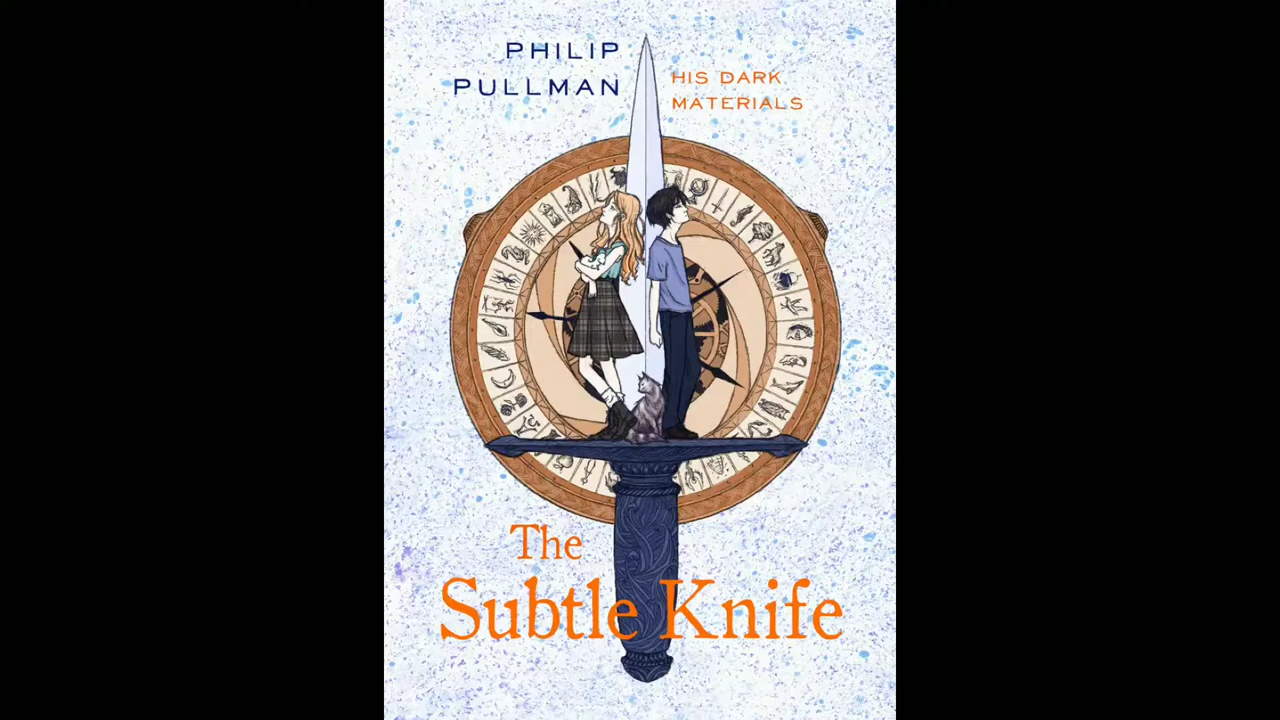 PHILIP
PULLMAN
HIS DARK
MATERIALS
The
Subtle Knife